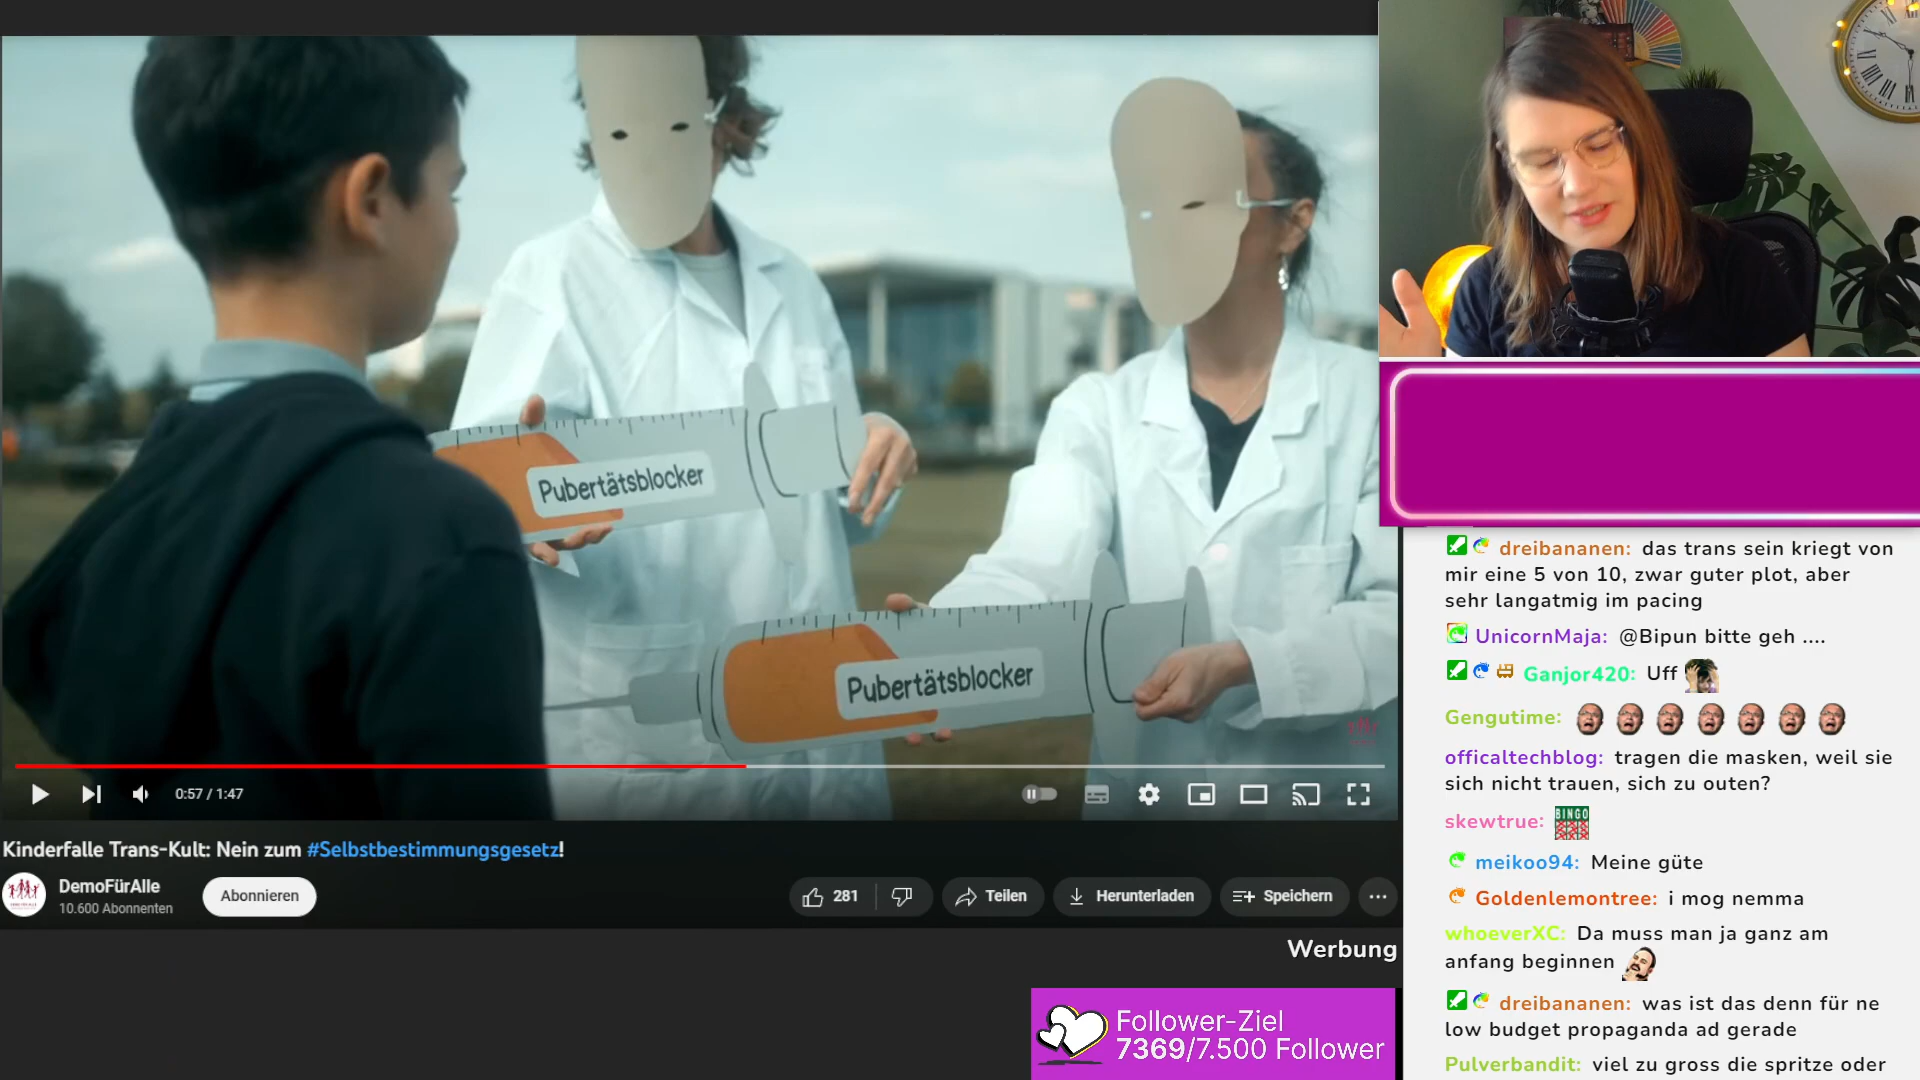 Pubertätsblocker
Pubertätsblocker
0:57 / 1:47
Kinderfalle Trans-Kult: Nein zum #Selbstbestimmungsgesetz!
DemoFürAlle
10.600 Abonnenten
Abonnieren
281
Teilen
Herunterladen
Speichern
Werbung
Follower-Ziel
7369/7.500 Follower
dreibananen: das trans sein kriegt von
mir eine 5 von 10, zwar guter plot, aber
sehr langatmig im pacing
UnicornMaja: @Bipun bitte geh ....
Ganjor420: Uff
Gengutime:
officaltechblog: tragen die masken, weil sie
sich nicht trauen, sich zu outen?
skewtrue: BINGO
meikoo94: Meine güte
Goldenlemontree: i mog nemma
whoeverXC: Da muss man ja ganz am
anfang beginnen
dreibananen: was ist das denn für ne
low budget propaganda ad gerade
Pulverbandit: viel zu gross die spritze oder